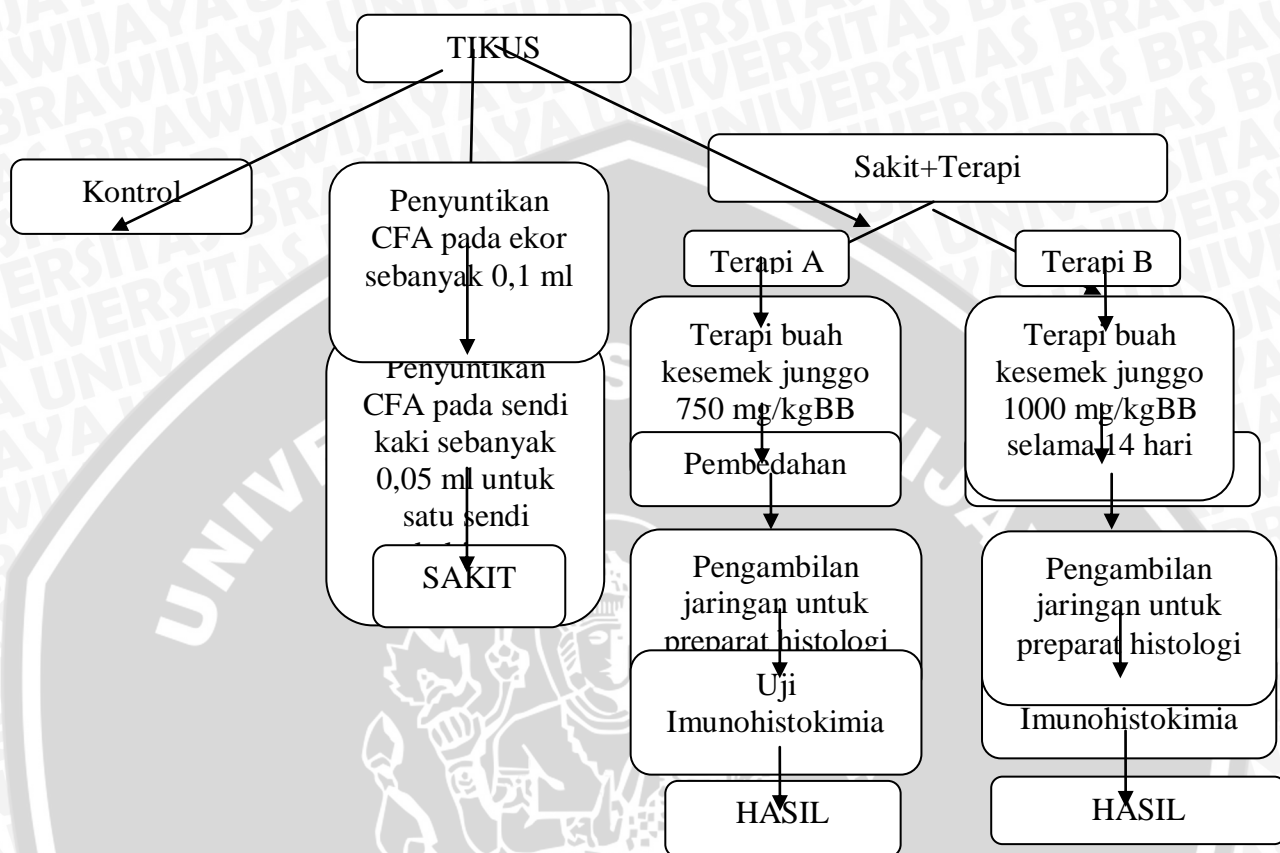 TIKUS
Kontrol
Penyuntikan
CFA pada ekor
sebanyak 0,1 ml
Penyuntikan
CFA pada sendi
kaki sebanyak
0,05 ml untuk
satu sendi
SAKIT
Sakit+Terapi
Terapi A
Terapi buah
kesemek junggo
750 mg/kgBB
Pembedahan
Pengambilan
jaringan untuk
preparat histologi
Uji
Imunohistokimia
HASIL
Terapi B
Terapi buah
kesemek junggo
1000 mg/kgBB
selama 14 hari
Pengambilan
jaringan untuk
preparat histologi
Imunohistokimia
HASIL
UNIVERSITAS BRAWIJAYA